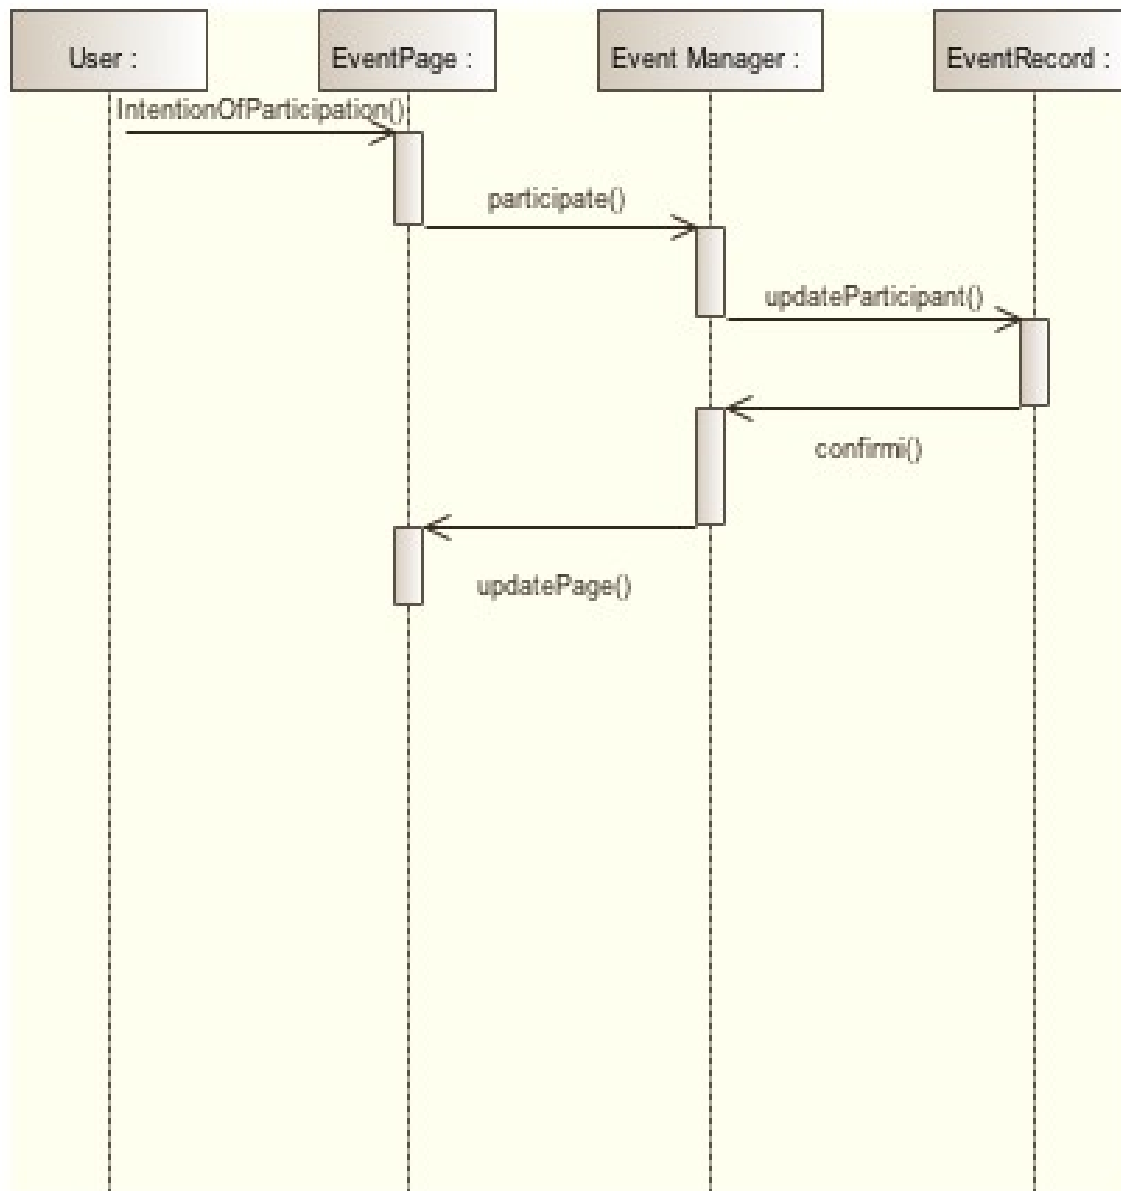 User :
EventPage :
Event Manager :
EventRecord :
IntentionOfParticipation()
participate()
updateParticipant()
confirmi()
updatePage()